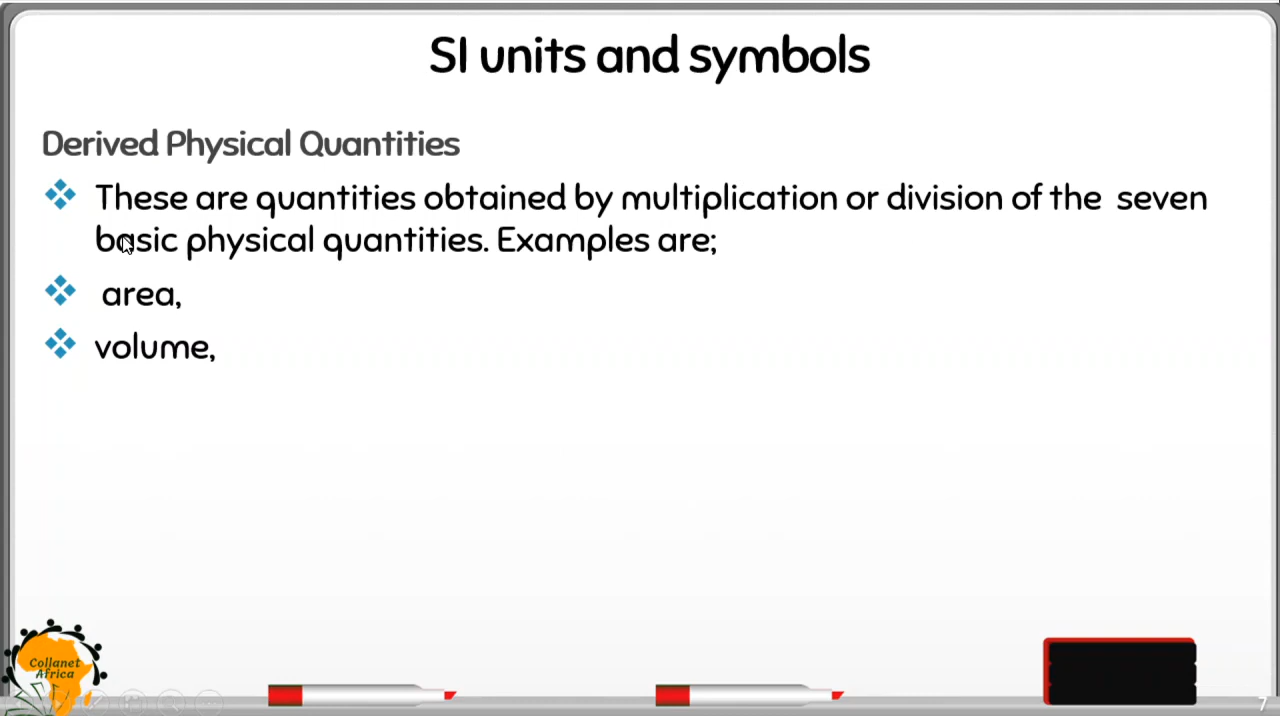 SI units and symbols
Derived Physical Quantities
These are quantities obtained by multiplication or division of the seven
basic physical quantities. Examples are;
area,
volume,
Collanet
Africa
7